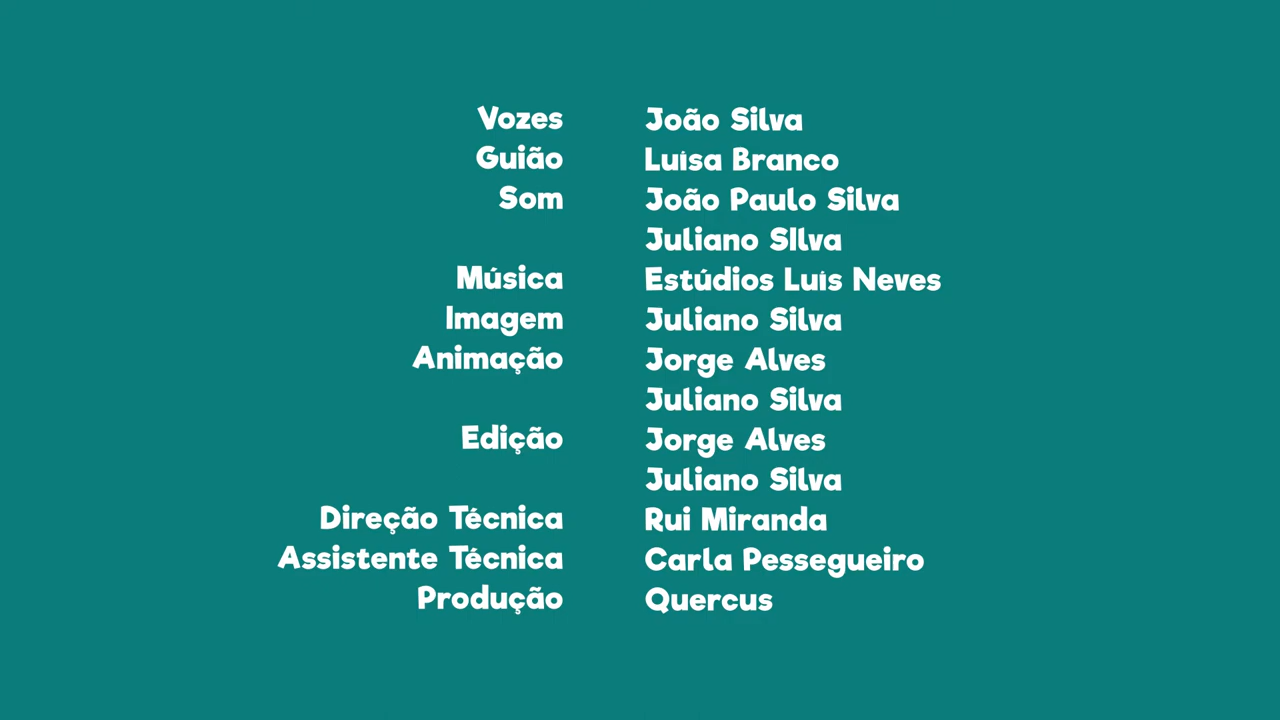 Vozes João Silva
Guião Luísa Branco
Som João Paulo Silva
Juliano SIlva
Música Estúdios Luís Neves
Imagem Juliano Silva
Animação Jorge Alves
Juliano Silva
Edição Jorge Alves
Juliano Silva
Direção Técnica Rui Miranda
Assistente Técnica Carla Pessegueiro
Produção Quercus